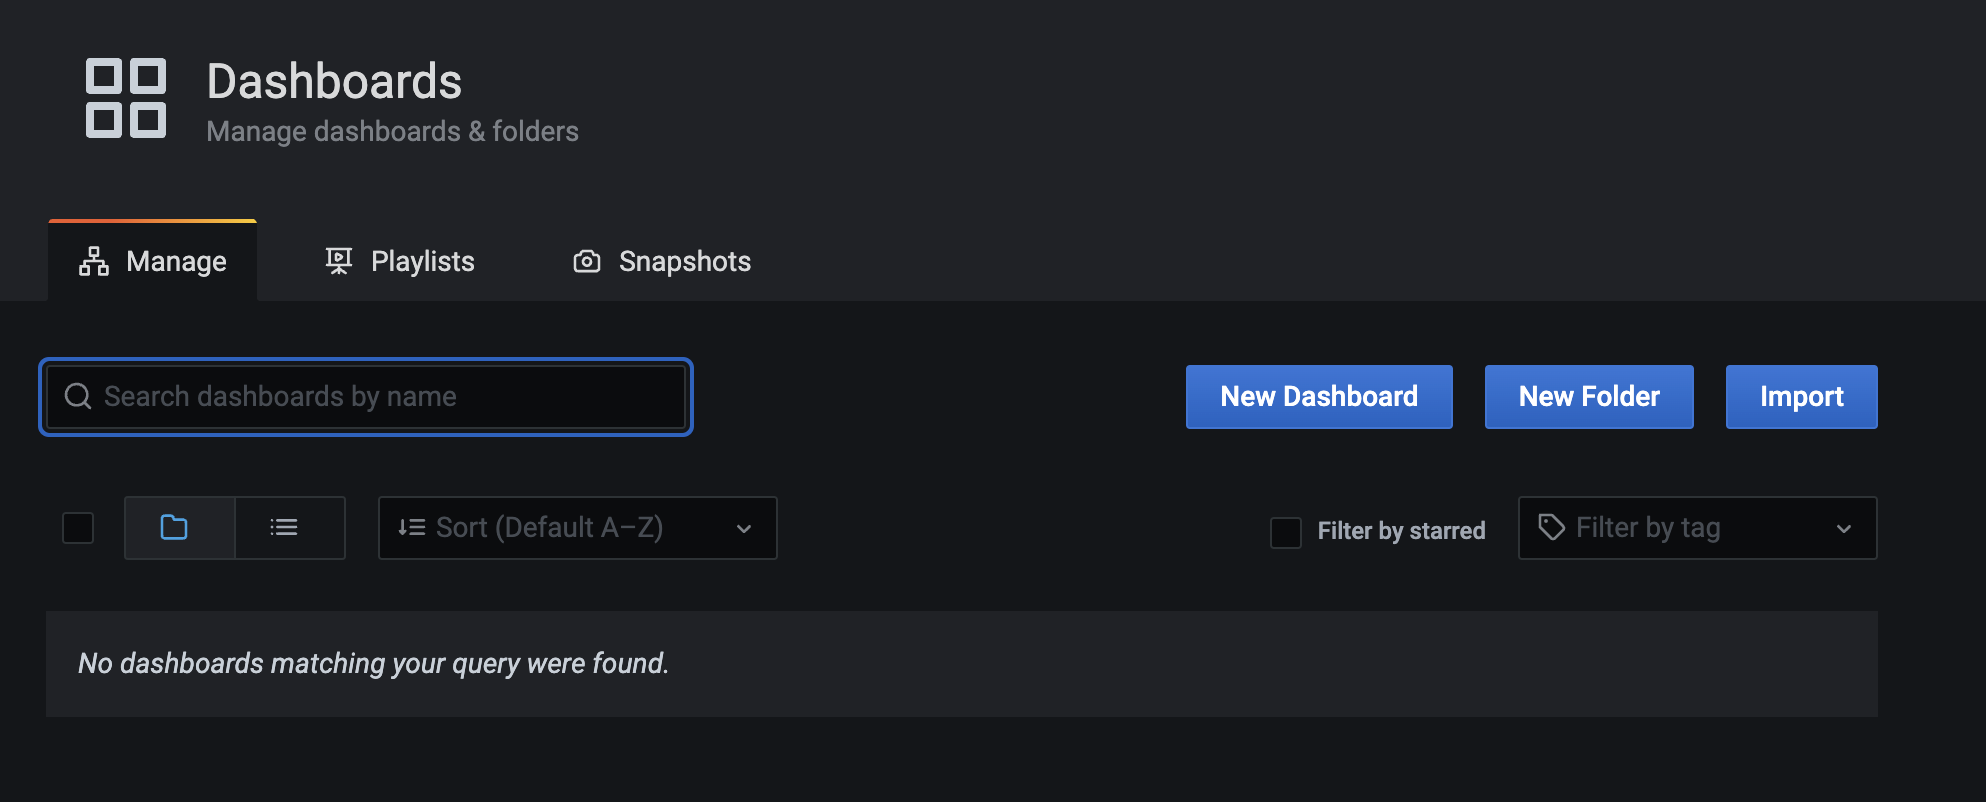 Dashboards
Manage dashboards & folders
Manage
Playlists
Snapshots
Search dashboards by name
New Dashboard
New Folder
Import
Sort (Default A–Z)
Filter by starred
Filter by tag
No dashboards matching your query were found.